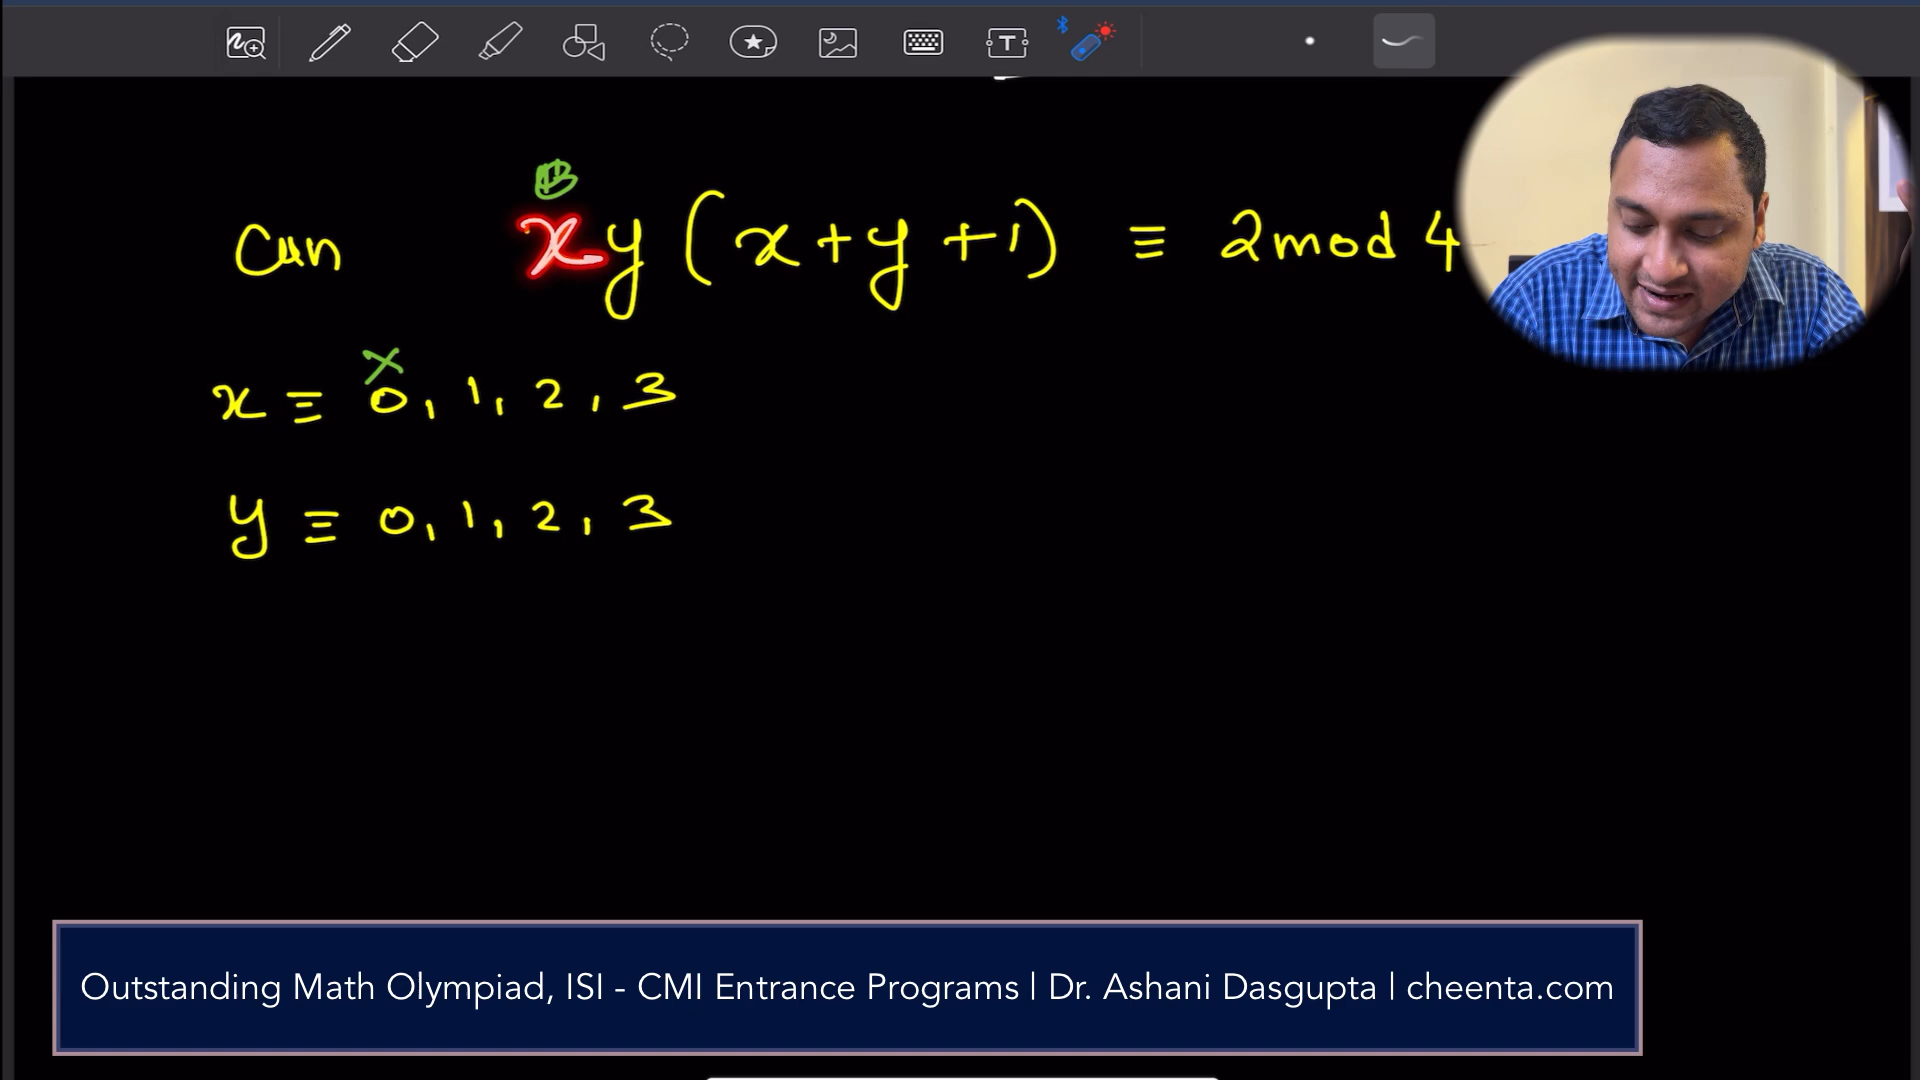 Can xy (x+y+1) ≡ 2 mod 4
x ≡ 0, 1, 2, 3
y ≡ 0, 1, 2, 3
Outstanding Math Olympiad, ISI - CMI Entrance Programs | Dr. Ashani Dasgupta | cheenta.com